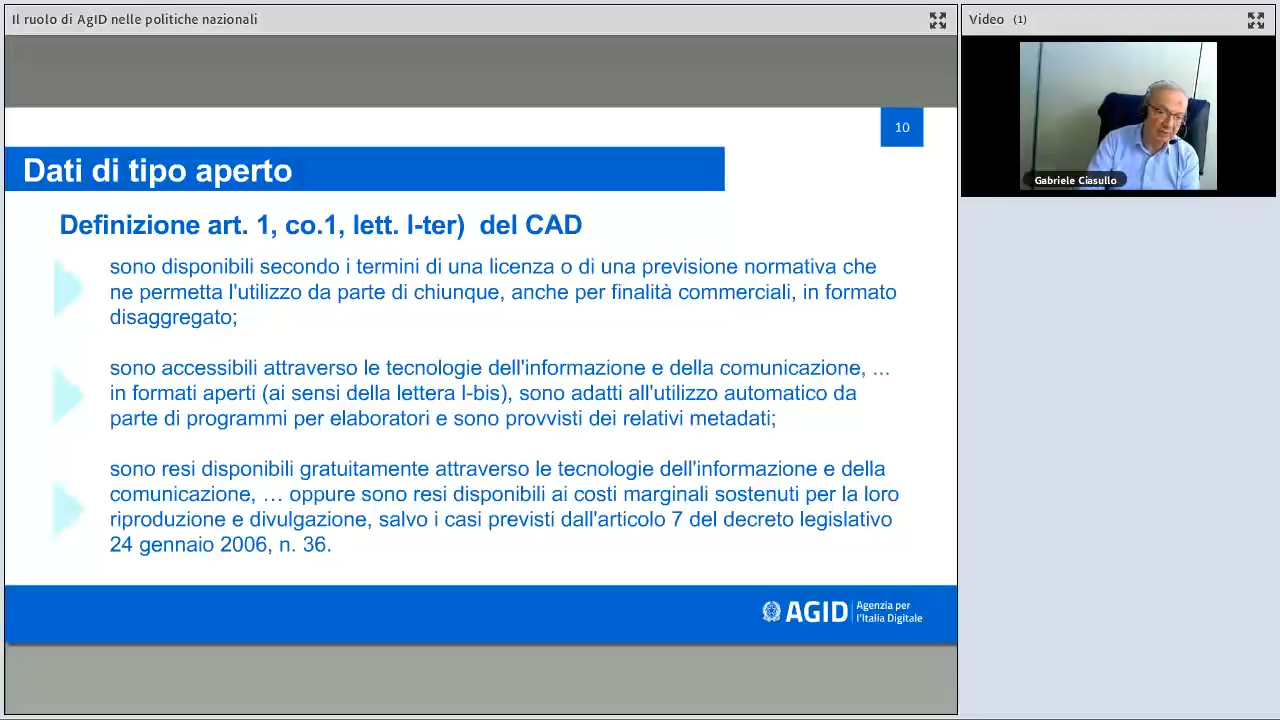 Il ruolo di AgID nelle politiche nazionali
Video (1)
Gabriele Ciasullo
10
Dati di tipo aperto
Definizione art. 1, co.1, lett. l-ter) del CAD
sono disponibili secondo i termini di una licenza o di una previsione normativa che
ne permetta l'utilizzo da parte di chiunque, anche per finalità commerciali, in formato
disaggregato;
sono accessibili attraverso le tecnologie dell'informazione e della comunicazione, ...
in formati aperti (ai sensi della lettera l-bis), sono adatti all'utilizzo automatico da
parte di programmi per elaboratori e sono provvisti dei relativi metadati;
sono resi disponibili gratuitamente attraverso le tecnologie dell'informazione e della
comunicazione, … oppure sono resi disponibili ai costi marginali sostenuti per la loro
riproduzione e divulgazione, salvo i casi previsti dall'articolo 7 del decreto legislativo
24 gennaio 2006, n. 36.
AGID
Agenzia per
l'Italia Digitale